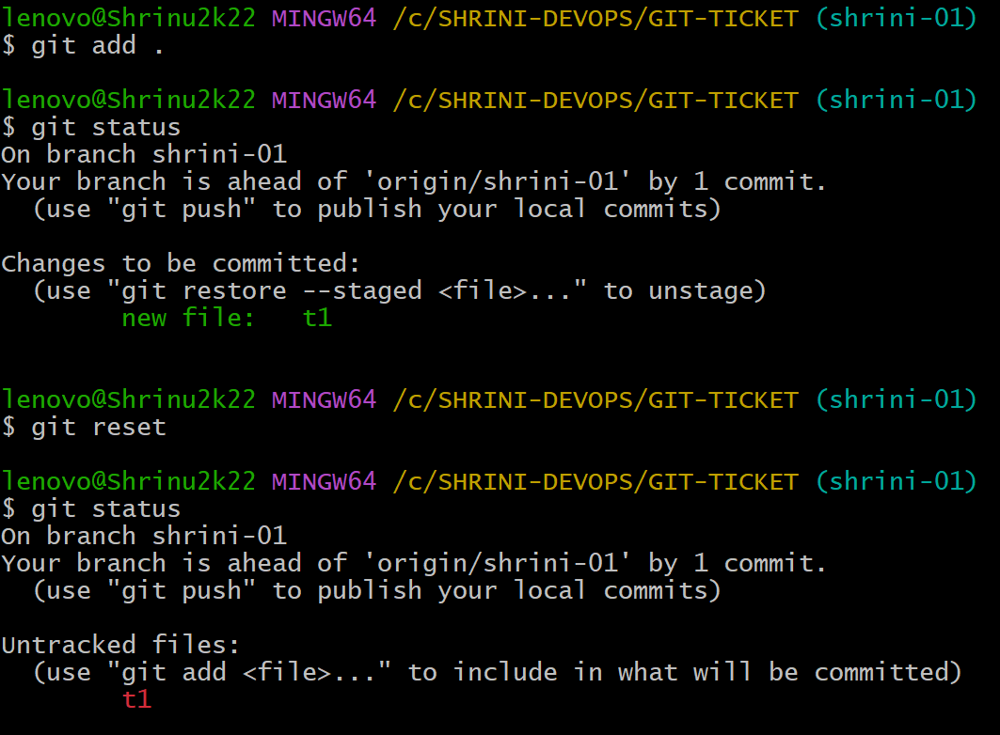 lenovo@Shrinu2k22 MINGW64 /c/SHRINI-DEVOPS/GIT-TICKET (shrini-01)
$ git add .
lenovo@Shrinu2k22 MINGW64 /c/SHRINI-DEVOPS/GIT-TICKET (shrini-01)
$ git status
On branch shrini-01
Your branch is ahead of 'origin/shrini-01' by 1 commit.
  (use "git push" to publish your local commits)
Changes to be committed:
  (use "git restore --staged <file>..." to unstage)
        new file:   t1
lenovo@Shrinu2k22 MINGW64 /c/SHRINI-DEVOPS/GIT-TICKET (shrini-01)
$ git reset
lenovo@Shrinu2k22 MINGW64 /c/SHRINI-DEVOPS/GIT-TICKET (shrini-01)
$ git status
On branch shrini-01
Your branch is ahead of 'origin/shrini-01' by 1 commit.
  (use "git push" to publish your local commits)
Untracked files:
  (use "git add <file>..." to include in what will be committed)
        t1